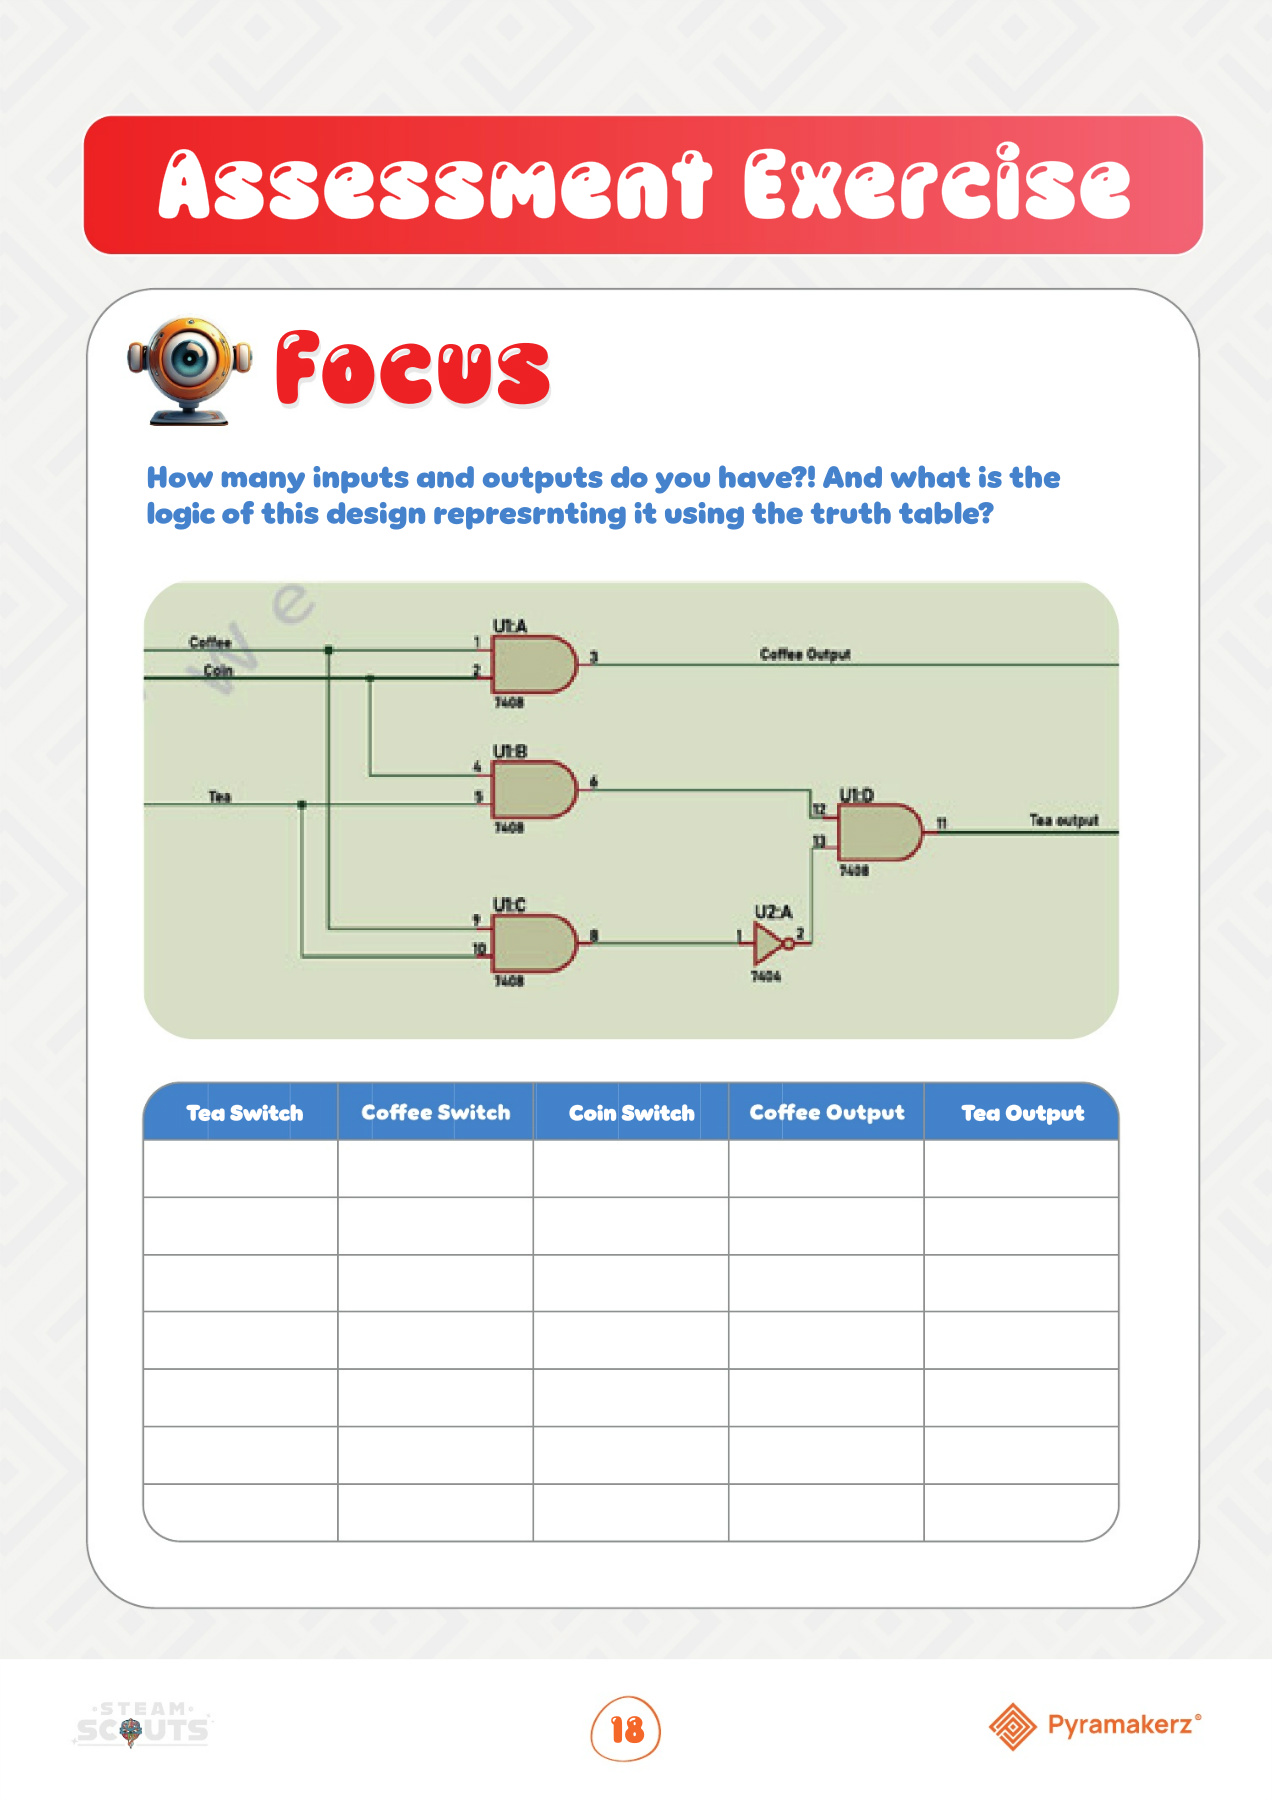 Assessment Exercise
Focus
How many inputs and outputs do you have?! And what is the
logic of this design represrnting it using the truth table?
w e
Coffee
Coin
Tea
1
2
U1:A
7408
3
Coffee Output
4
5
U1:B
7408
6
9
10
U1:C
7408
8
1
U2:A
7404
2
12
13
U1:D
7408
11
Tea output
Tea Switch Coffee Switch Coin Switch Coffee Output Tea Output
STEAM
SCOUTS
18
Pyramakerz